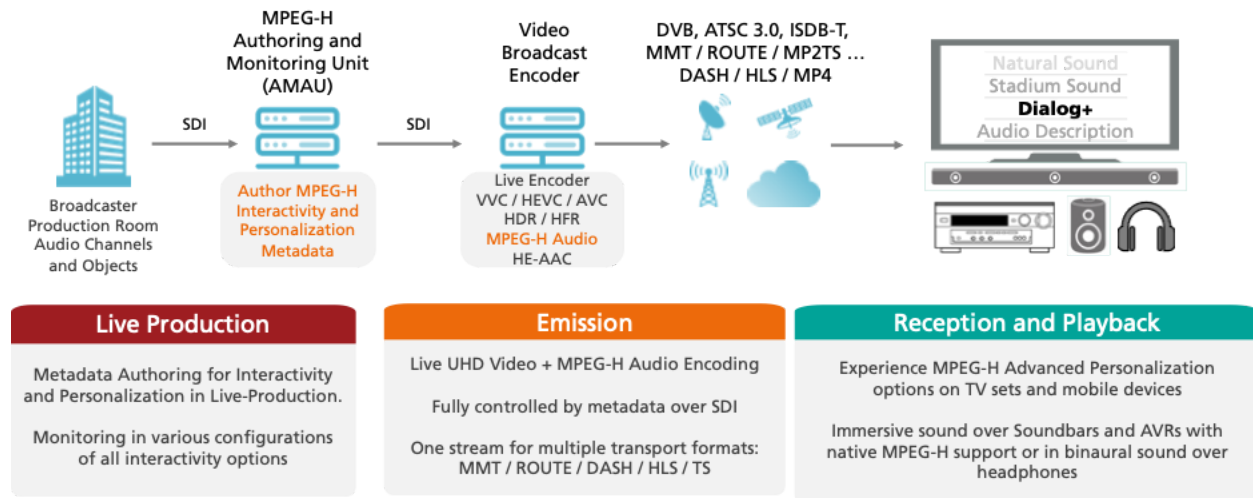 MPEG-H
Authoring and
Monitoring Unit
(AMAU)
Video
Broadcast
Encoder
DVB, ATSC 3.0, ISDB-T,
MMT / ROUTE / MP2TS ...
DASH / HLS / MP4
Natural Sound
Stadium Sound
Dialog+
Audio Description
SDI
SDI
Broadcaster
Production Room
Audio Channels
and Objects
Author MPEG-H
Interactivity and
Personalization
Metadata
Live Encoder
VVC / HEVC / AVC
HDR / HFR
MPEG-H Audio
HE-AAC
Live Production
Metadata Authoring for Interactivity
and Personalization in Live-Production.
Monitoring in various configurations
of all interactivity options
Emission
Live UHD Video + MPEG-H Audio Encoding
Fully controlled by metadata over SDI
One stream for multiple transport formats:
MMT / ROUTE / DASH / HLS / TS
Reception and Playback
Experience MPEG-H Advanced Personalization
options on TV sets and mobile devices
Immersive sound over Soundbars and AVRs with
native MPEG-H support or in binaural sound over
headphones